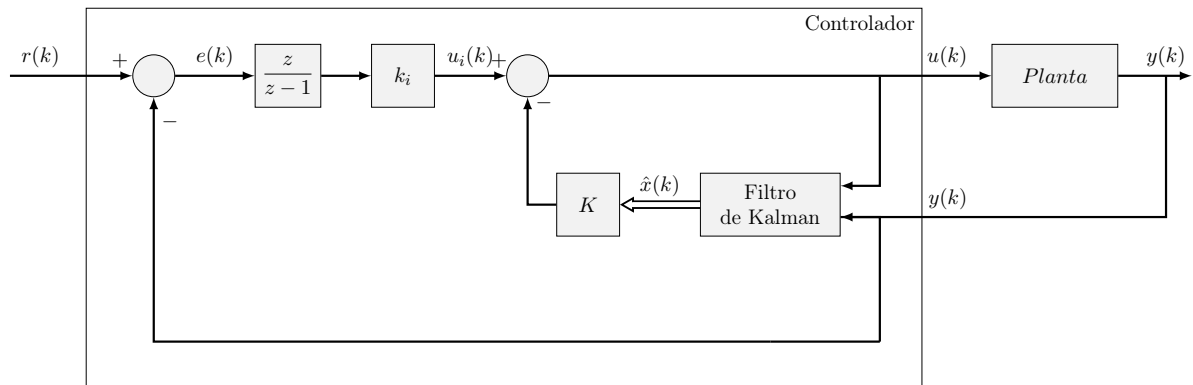 Controlador
r(k)
+
−
e(k)
z
z − 1
k_i
u_i(k)
+
−
u(k)
Planta
y(k)
K
x̂(k)
Filtro
de Kalman
y(k)